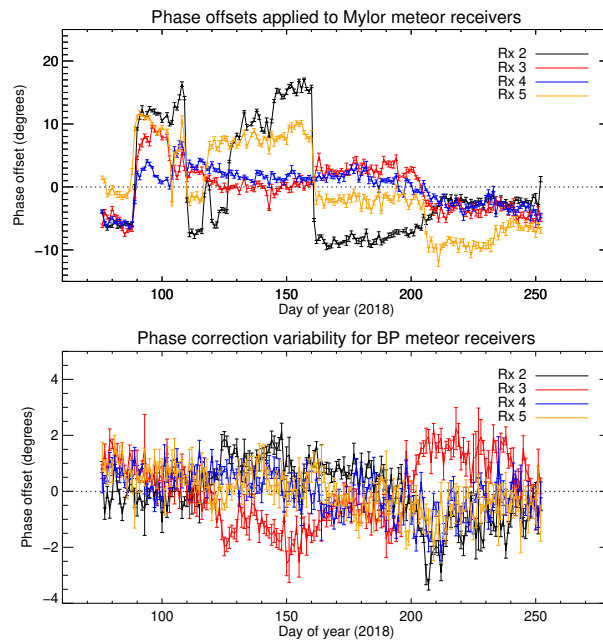 Phase offsets applied to Mylor meteor receivers
Phase offset (degrees)
20
10
0
−10
Rx 2
Rx 3
Rx 4
Rx 5
100
150
200
250
Day of year (2018)
Phase correction variability for BP meteor receivers
Phase offset (degrees)
4
2
0
−2
−4
Rx 2
Rx 3
Rx 4
Rx 5
100
150
200
250
Day of year (2018)